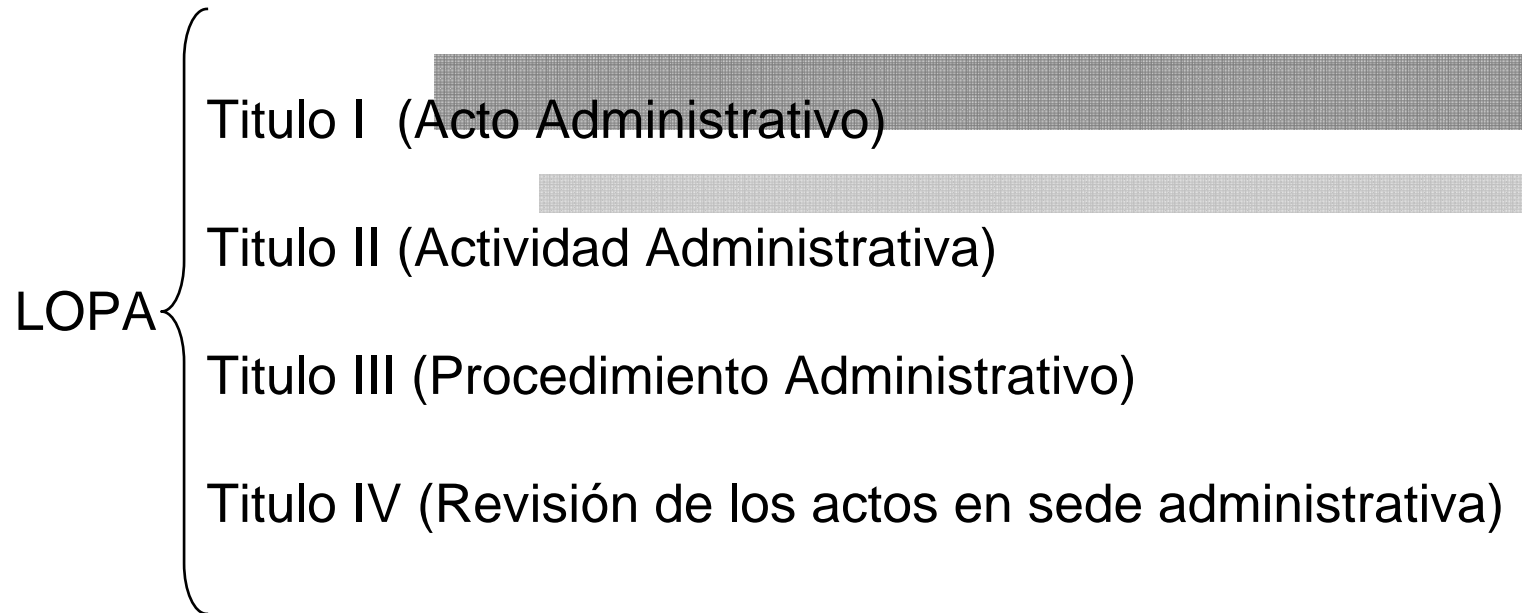 Titulo I (Acto Administrativo)
Titulo II (Actividad Administrativa)
LOPA
Titulo III (Procedimiento Administrativo)
Titulo IV (Revisión de los actos en sede administrativa)